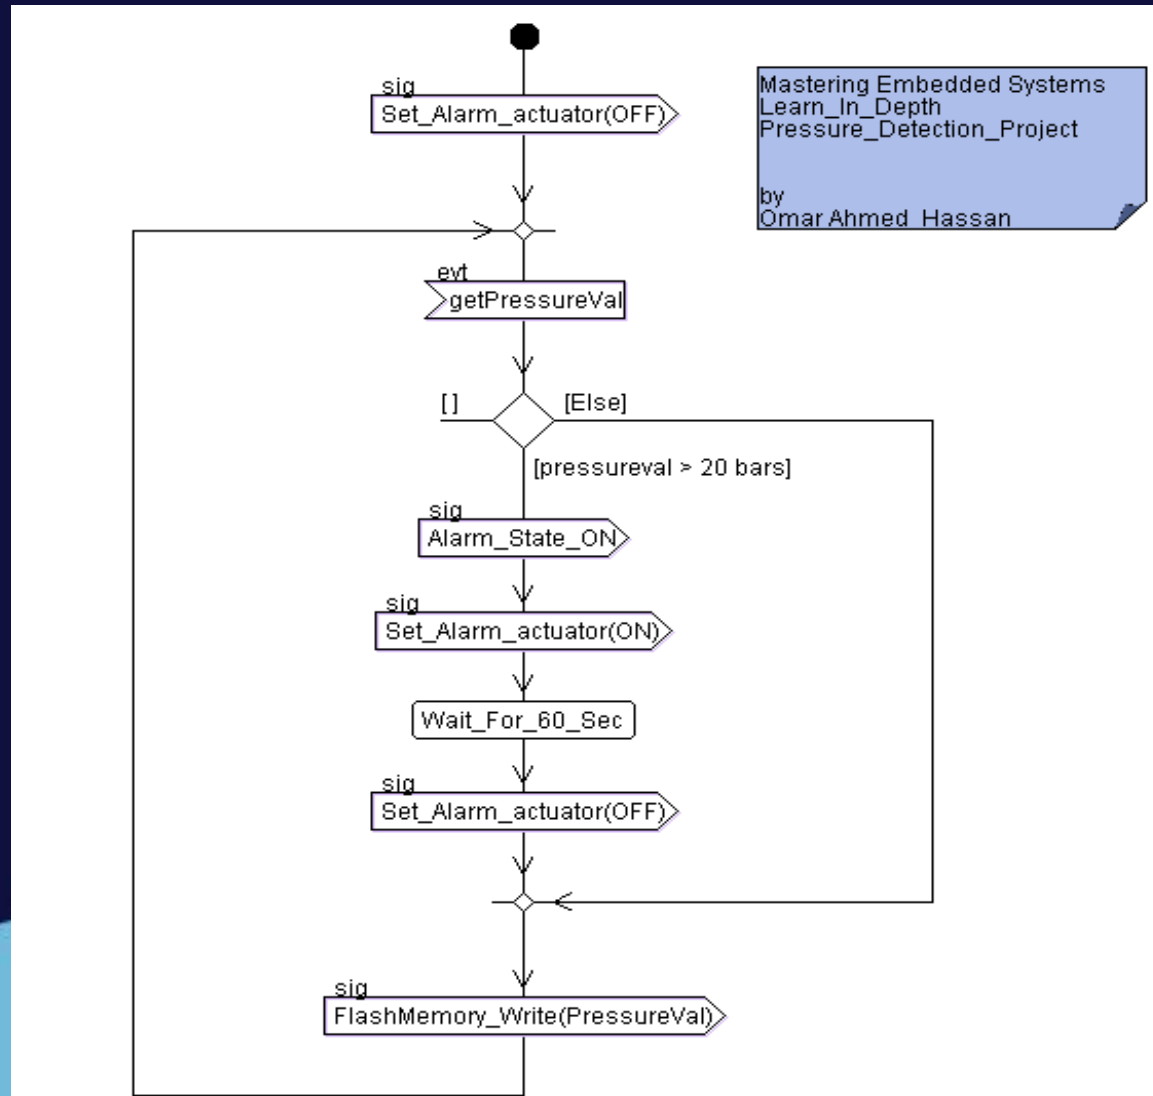 sig
Set_Alarm_actuator(OFF)
Mastering Embedded Systems
Learn_In_Depth
Pressure_Detection_Project
by
Omar Ahmed Hassan
evt
getPressureVal
[ ]
[Else]
[pressureval > 20 bars]
sig
Alarm_State_ON
sig
Set_Alarm_actuator(ON)
Wait_For_60_Sec
sig
Set_Alarm_actuator(OFF)
sig
FlashMemory_Write(PressureVal)